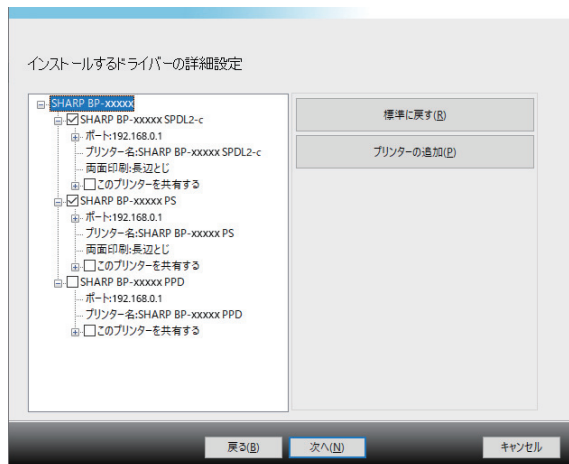 インストールするドライバーの詳細設定
SHARP BP-xxxxx
SHARP BP-xxxxx SPDL2-c
ポート:192.168.0.1
プリンター名:SHARP BP-xxxxx SPDL2-c
両面印刷:長辺とじ
このプリンターを共有する
SHARP BP-xxxxx PS
ポート:192.168.0.1
プリンター名:SHARP BP-xxxxx PS
両面印刷:長辺とじ
このプリンターを共有する
SHARP BP-xxxxx PPD
ポート:192.168.0.1
プリンター名:SHARP BP-xxxxx PPD
このプリンターを共有する
標準に戻す(R)
プリンターの追加(P)
戻る(B)
次へ(N)
キャンセル